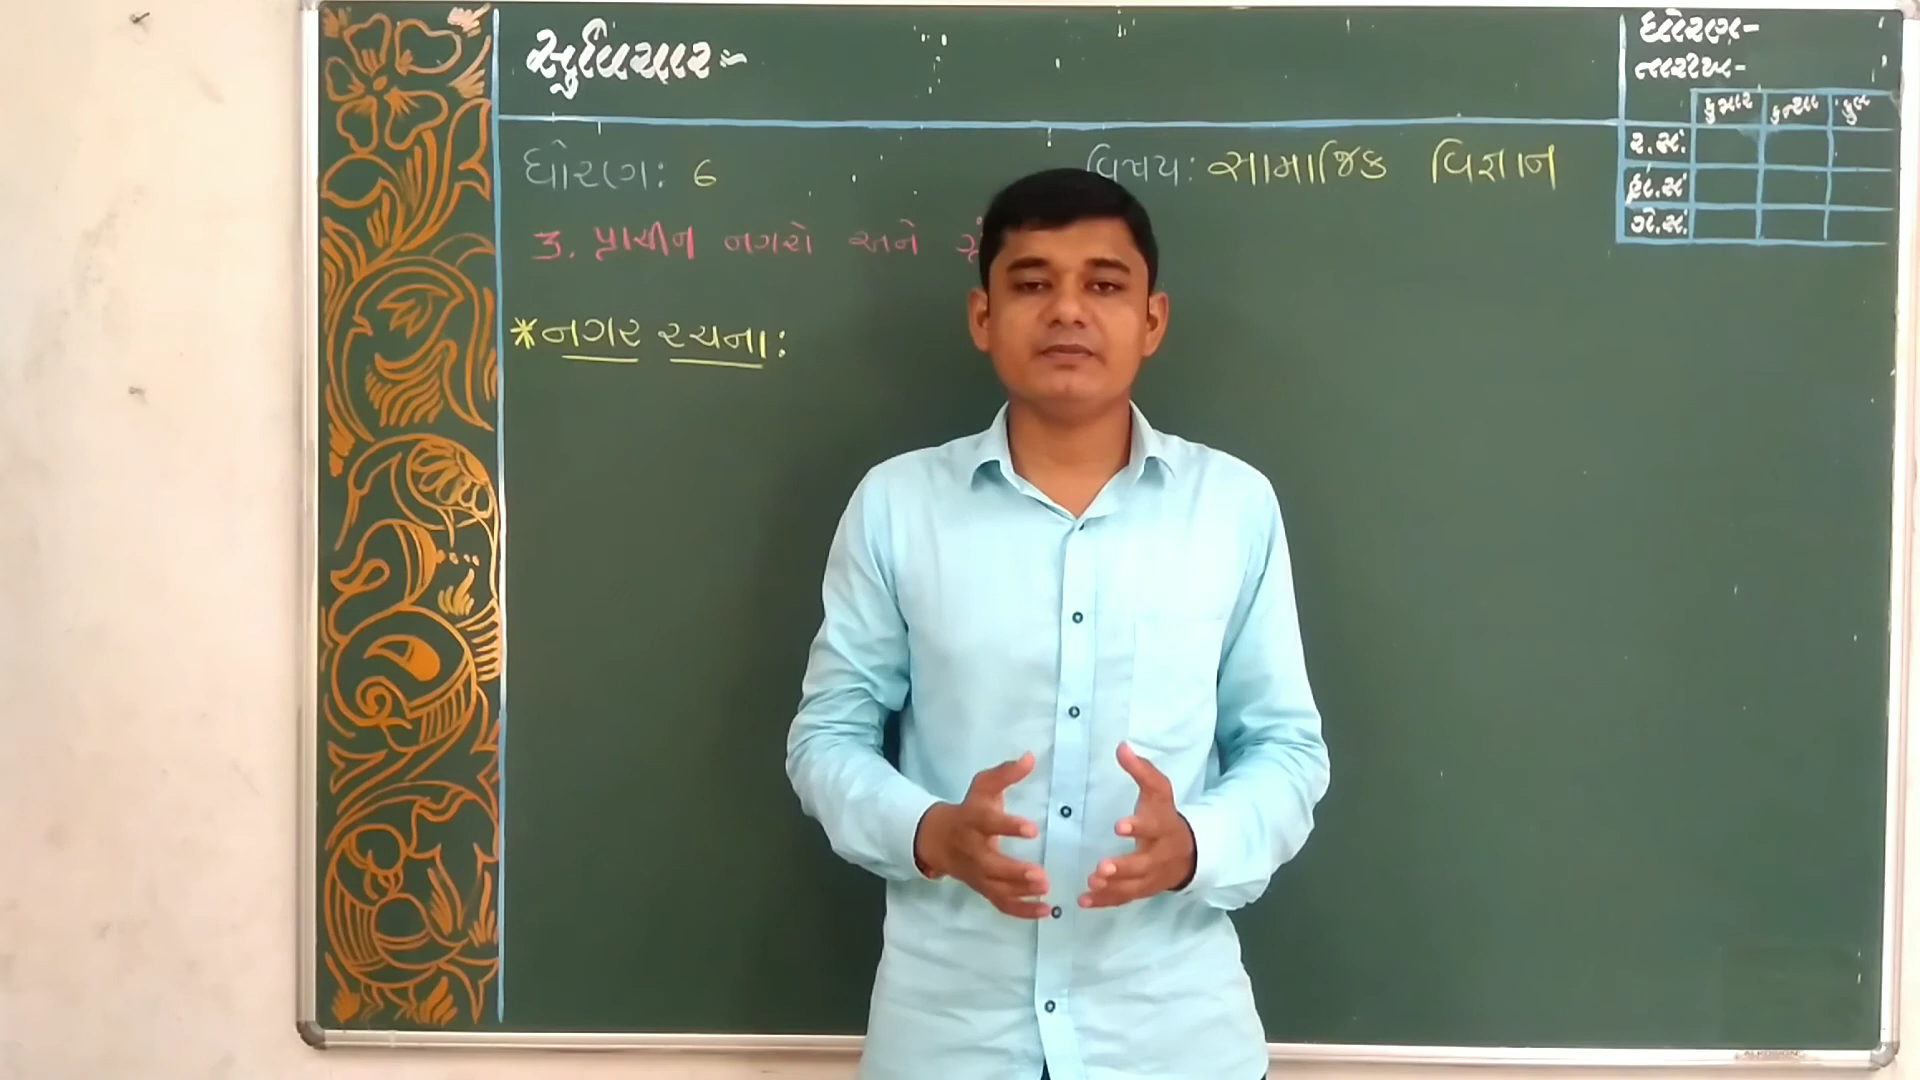 સુવિચાર:-
ધોરણ-
તારીખ-
કુમાર કન્યા કુલ
ર.સં.
હા.સં
ગે.સં.
ધોરણ: 6 વિષય: સામાજિક વિજ્ઞાન
3. પ્રાચીન નગરો અને
*નગર રચના: